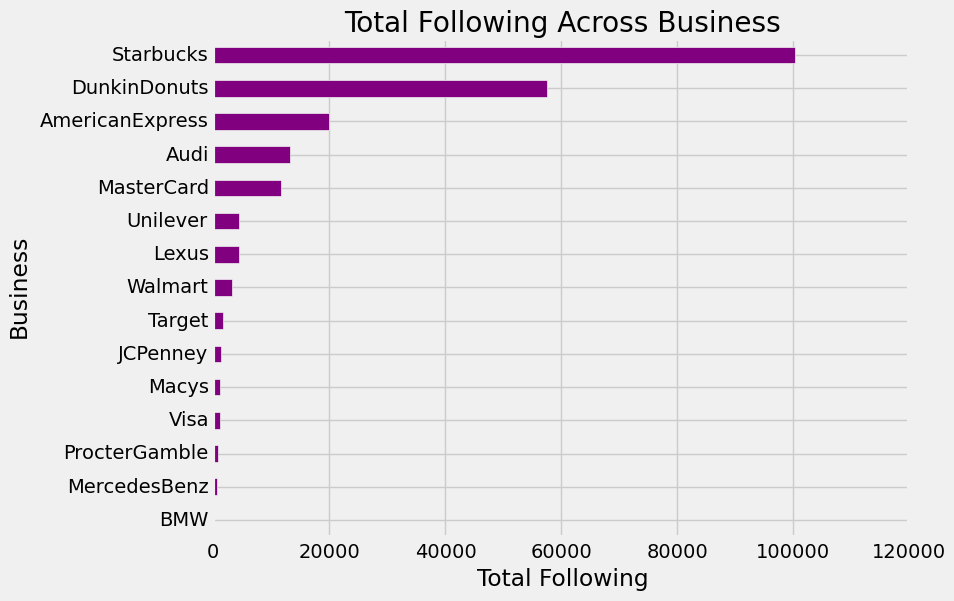 Total Following Across Business
Starbucks
DunkinDonuts
AmericanExpress
Audi
MasterCard
Unilever
Lexus
Walmart
Target
JCPenney
Macys
Visa
ProcterGamble
MercedesBenz
BMW
Business
0 20000 40000 60000 80000 100000 120000
Total Following